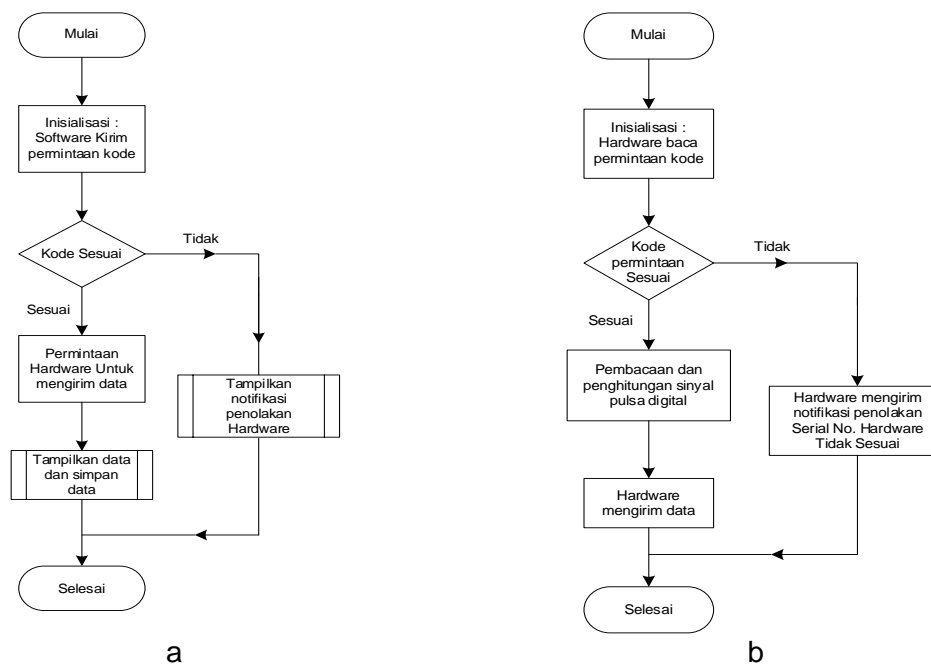 Mulai
Inisialisasi :
Software Kirim
permintaan kode
Kode Sesuai
Tidak
Sesuai
Permintaan
Hardware Untuk
mengirim data
Tampilkan
notifikasi
penolakan
Hardware
Tampilkan data
dan simpan
data
Selesai
a
Mulai
Inisialisasi :
Hardware baca
permintaan kode
Kode
permintaan
Sesuai
Tidak
Sesuai
Pembacaan dan
penghitungan sinyal
pulsa digital
Hardware mengirim
notifikasi penolakan
Serial No. Hardware
Tidak Sesuai
Hardware
mengirim data
Selesai
b